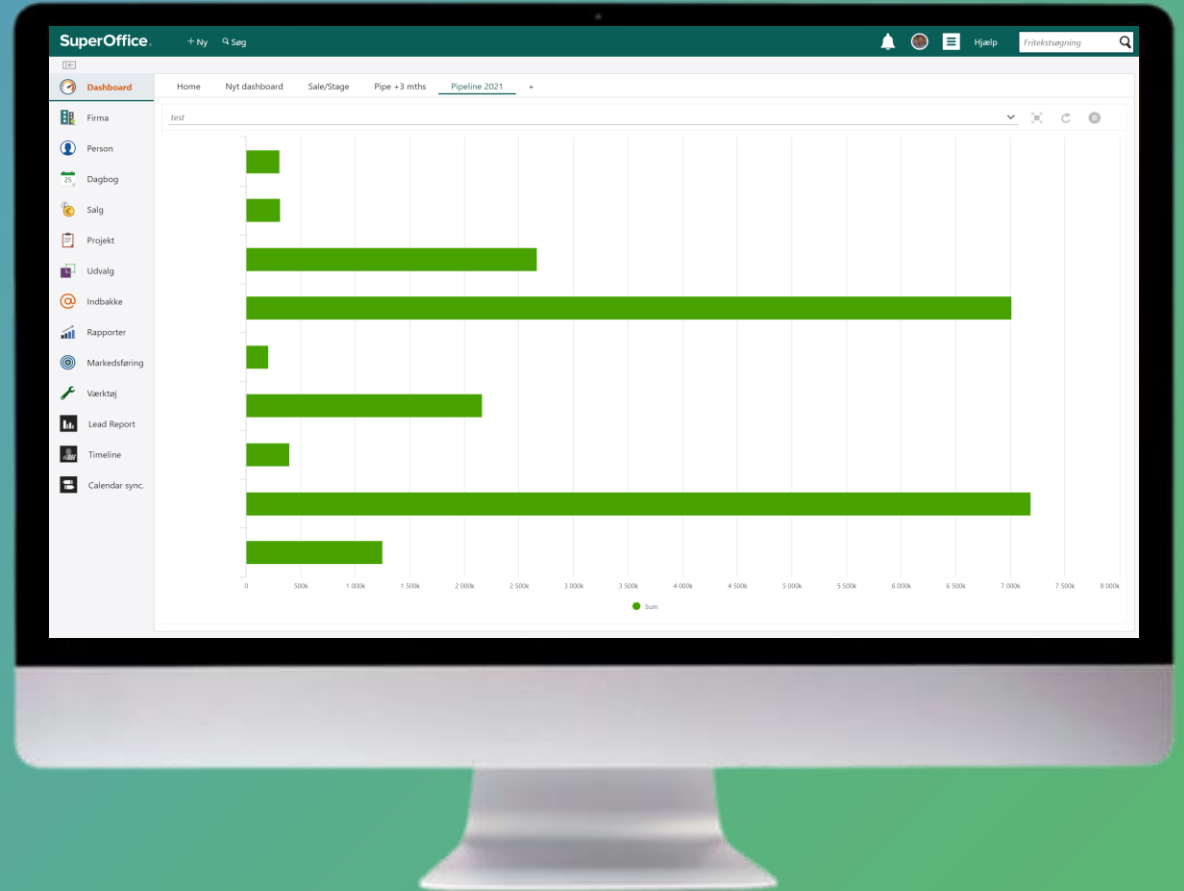 SuperOffice.
+ Ny
Søg
Hjælp
Fritekstsøgning
Dashboard
Home
Nyt dashboard
Sale/Stage
Pipe +3 mths
Pipeline 2021
+
test
Firma
Person
25
Dagbog
Salg
Projekt
Udvalg
Indbakke
Rapporter
Markedsføring
Værktøj
Lead Report
Timeline
Calendar sync.
0
500k
1 000k
1 500k
2 000k
2 500k
3 000k
3 500k
4 000k
4 500k
5 000k
5 500k
6 000k
6 500k
7 000k
7 500k
8 000k
Sum